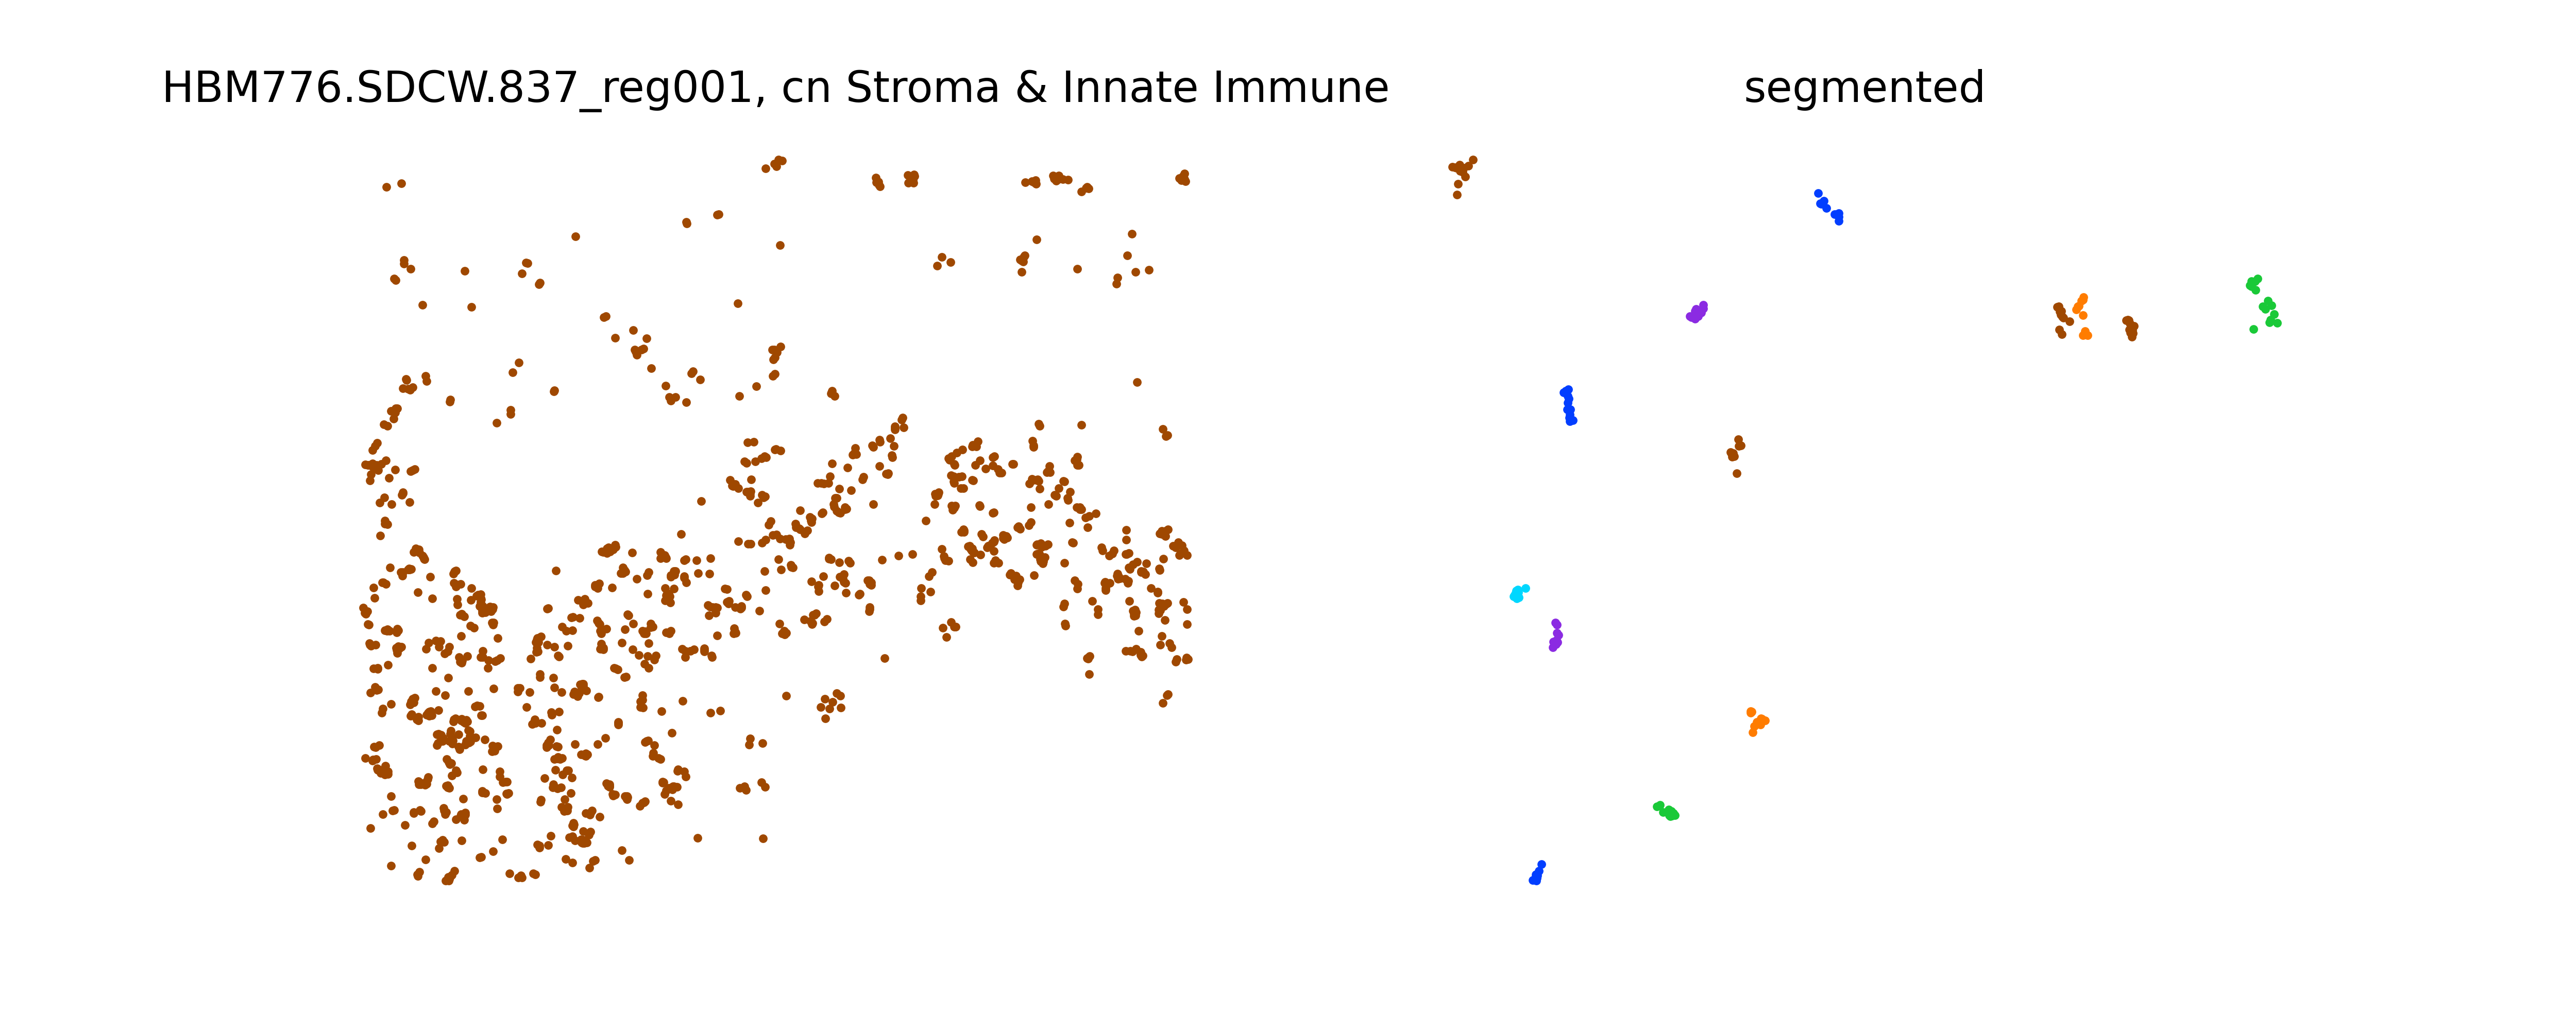 HBM776.SDCW.837_reg001, cn Stroma & Innate Immune
segmented